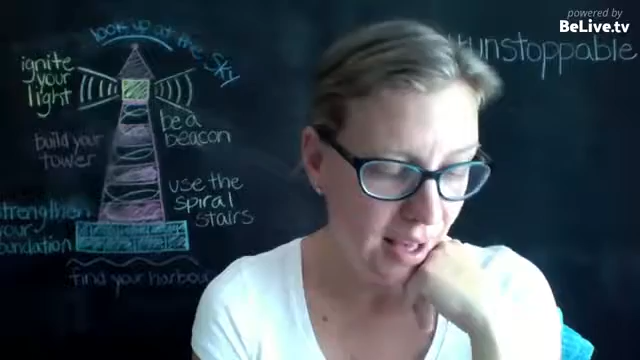 powered by
BeLive.tv
look up at the sky
#unstoppable
ignite
your
light
be a
beacon
build your
tower
use the
spiral
stairs
strengthen
your
foundation
find your harbour